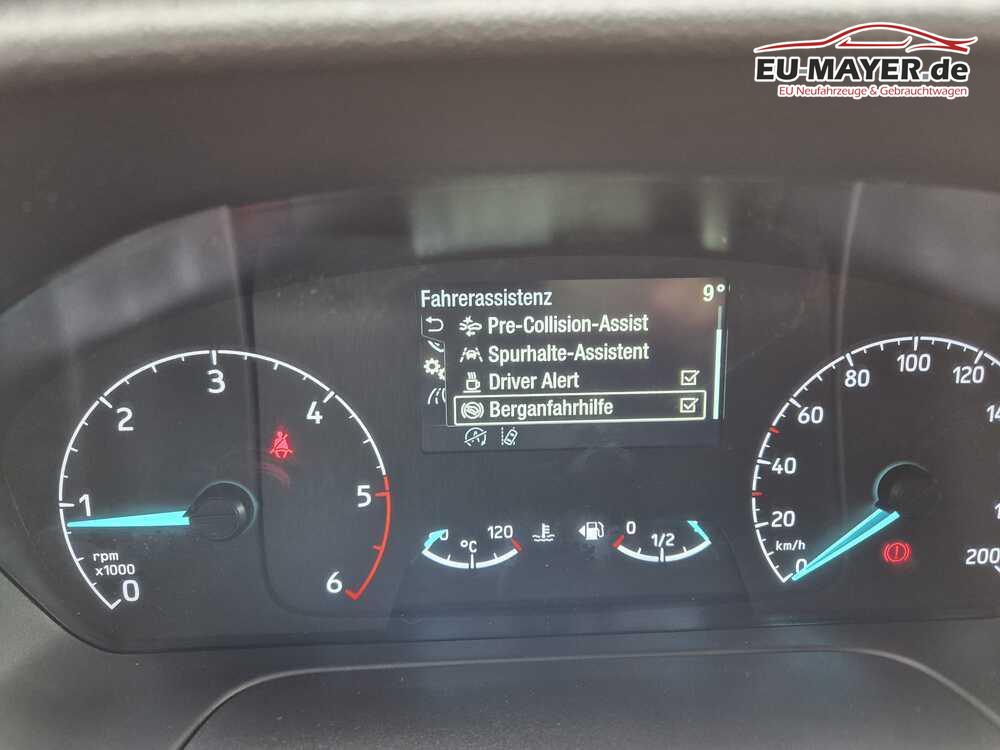 EU-MAYER.de
EU Neufahrzeuge & Gebrauchtwagen
Fahrerassistenz 9°
Pre-Collision-Assist
Spurhalte-Assistent
Driver Alert
Berganfahrhilfe
0 1 2 3 4 5 6
rpm
x1000
120
°C
0 1/2
0 20 40 60 80 100 120
200
km/h